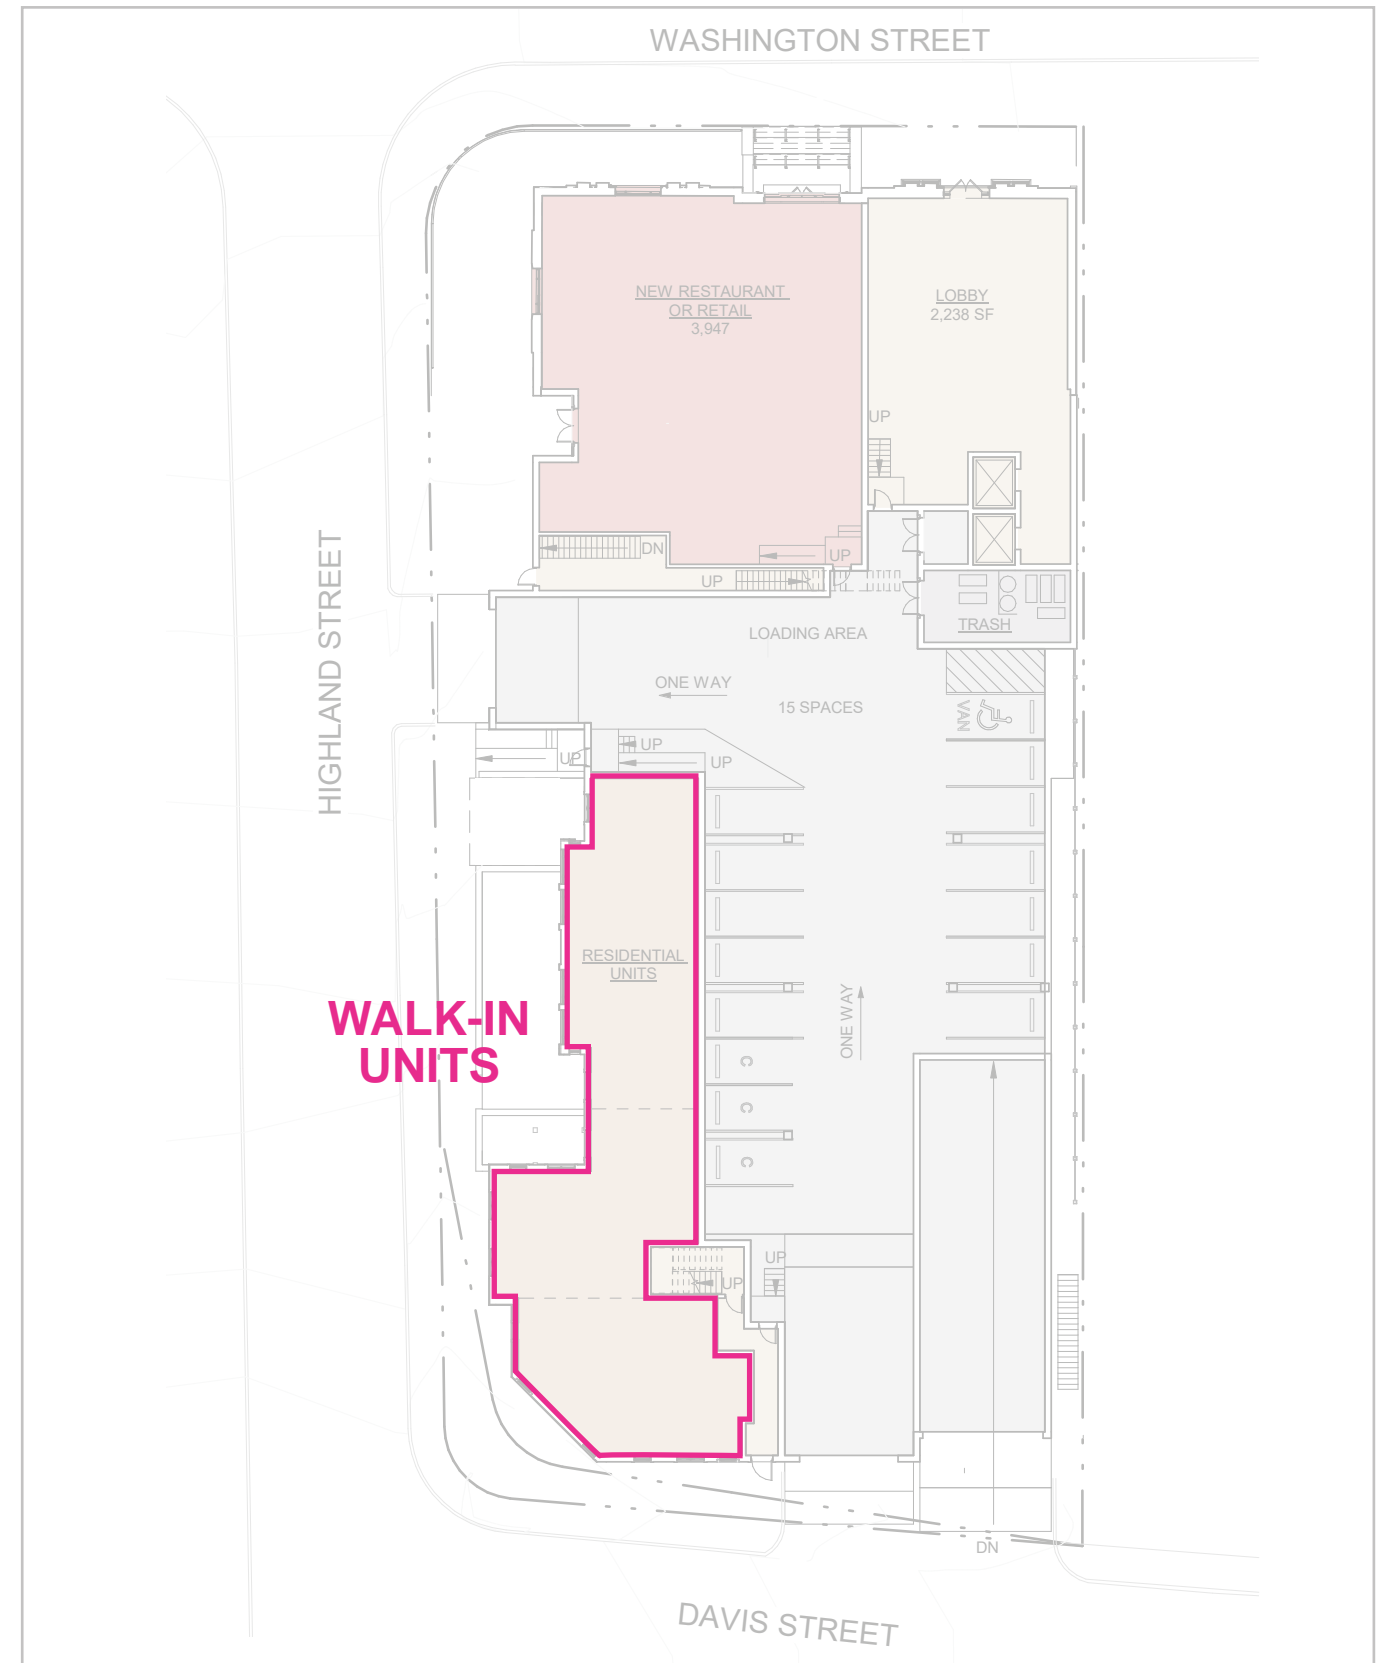 WASHINGTON STREET
NEW RESTAURANT
OR RETAIL
3,947
LOBBY
2,238 SF
UP
DN
UP
UP
HIGHLAND STREET
TRASH
LOADING AREA
ONE WAY
15 SPACES
VAN
UP
UP
UP
RESIDENTIAL
UNITS
WALK-IN
UNITS
ONE WAY
C
C
C
UP
UP
DN
DAVIS STREET